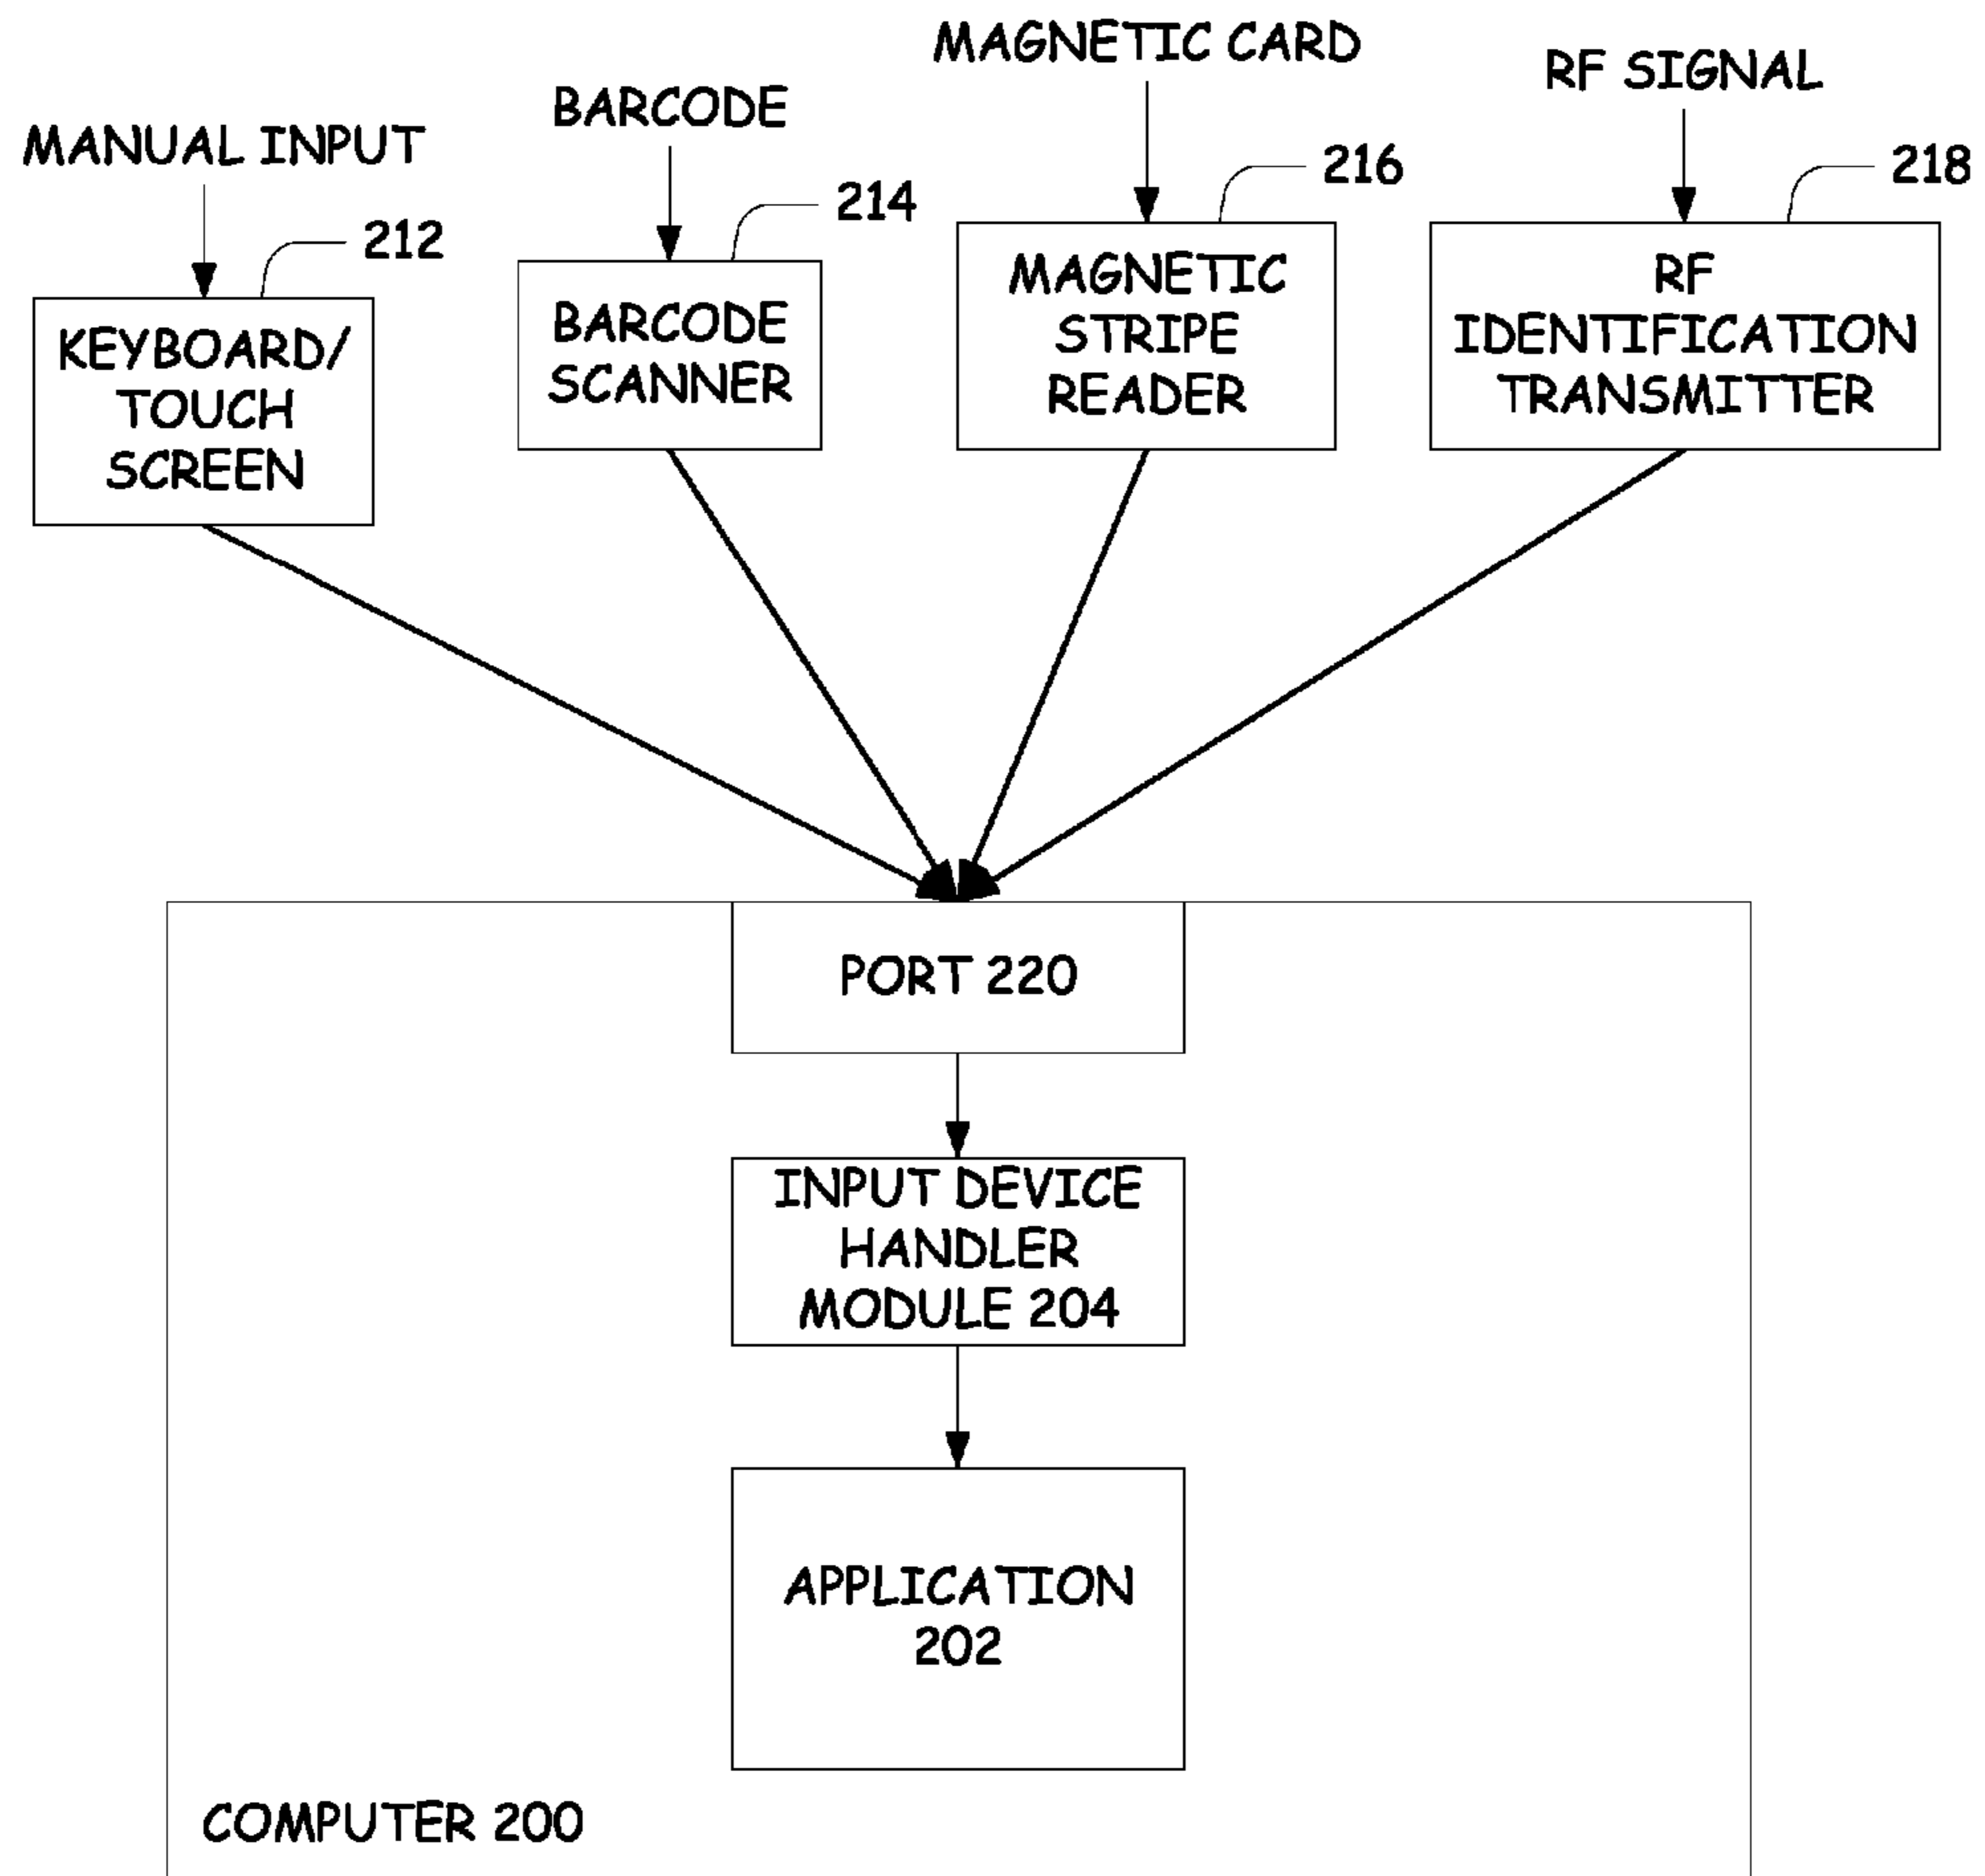 MAGNETIC CARD
RF SIGNAL
BARCODE
MANUAL INPUT
216
218
214
212
MAGNETIC
STRIPE
READER
RF
IDENTIFICATION
TRANSMITTER
BARCODE
SCANNER
KEYBOARD/
TOUCH
SCREEN
PORT 220
INPUT DEVICE
HANDLER
MODULE 204
APPLICATION
202
COMPUTER 200